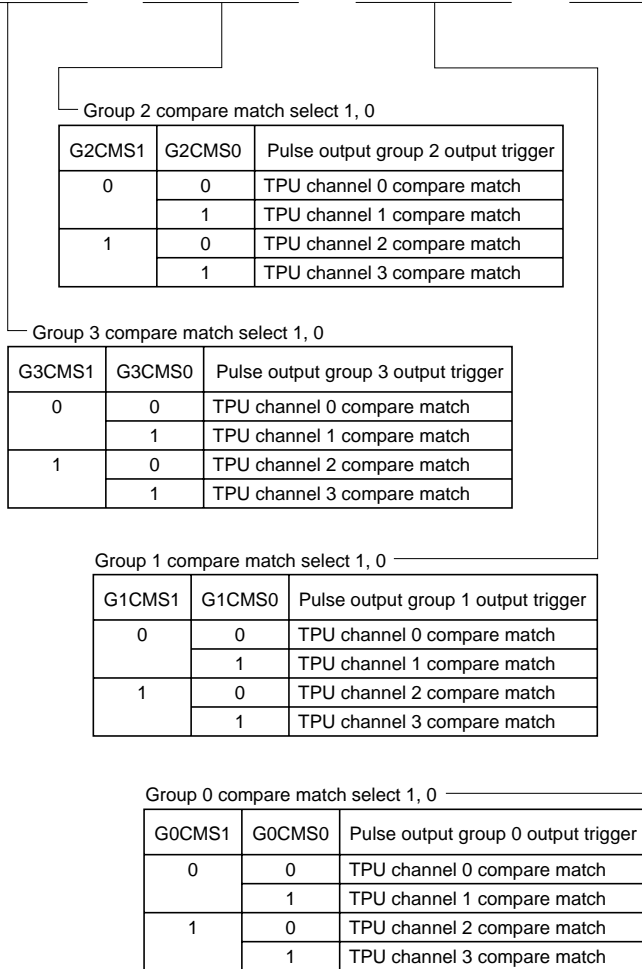 Group 2 compare match select 1, 0
G2CMS1 G2CMS0 Pulse output group 2 output trigger
0 0 TPU channel 0 compare match
1 TPU channel 1 compare match
1 0 TPU channel 2 compare match
1 TPU channel 3 compare match
Group 3 compare match select 1, 0
G3CMS1 G3CMS0 Pulse output group 3 output trigger
0 0 TPU channel 0 compare match
1 TPU channel 1 compare match
1 0 TPU channel 2 compare match
1 TPU channel 3 compare match
Group 1 compare match select 1, 0
G1CMS1 G1CMS0 Pulse output group 1 output trigger
0 0 TPU channel 0 compare match
1 TPU channel 1 compare match
1 0 TPU channel 2 compare match
1 TPU channel 3 compare match
Group 0 compare match select 1, 0
G0CMS1 G0CMS0 Pulse output group 0 output trigger
0 0 TPU channel 0 compare match
1 TPU channel 1 compare match
1 0 TPU channel 2 compare match
1 TPU channel 3 compare match